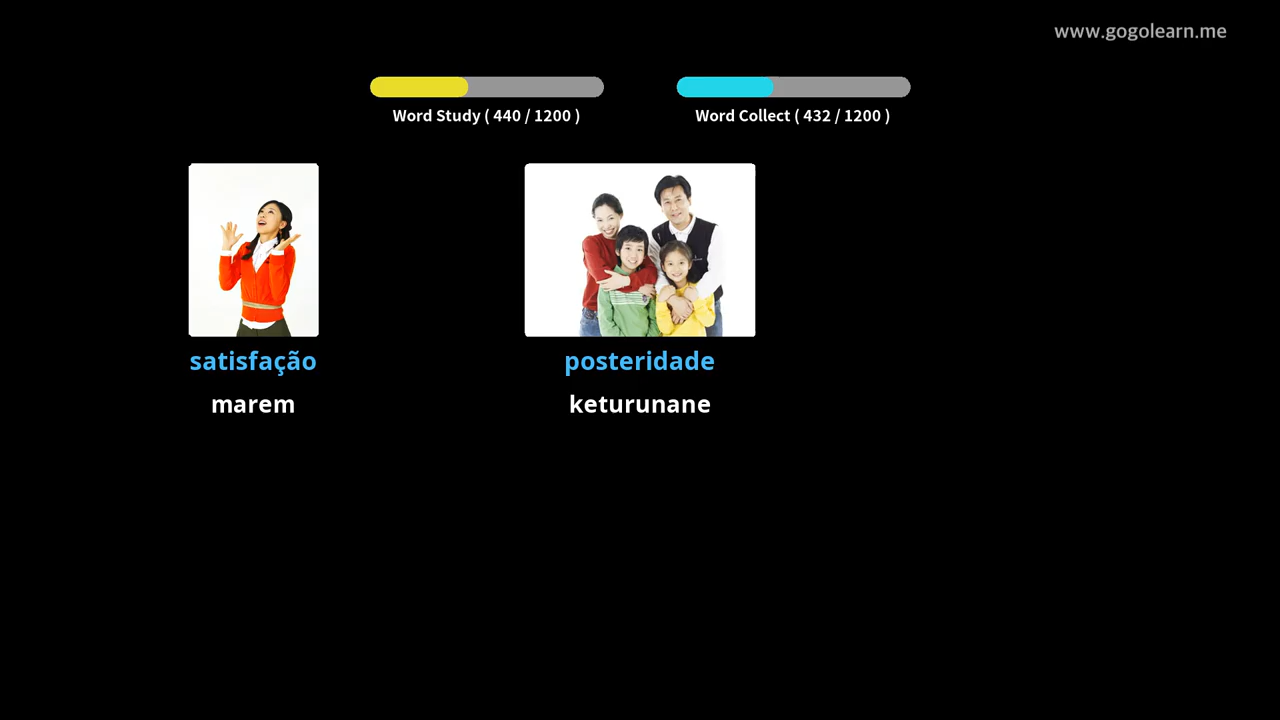 www.gogolearn.me
Word Study ( 440 / 1200 )
Word Collect ( 432 / 1200 )
satisfação
posteridade
marem
keturunane